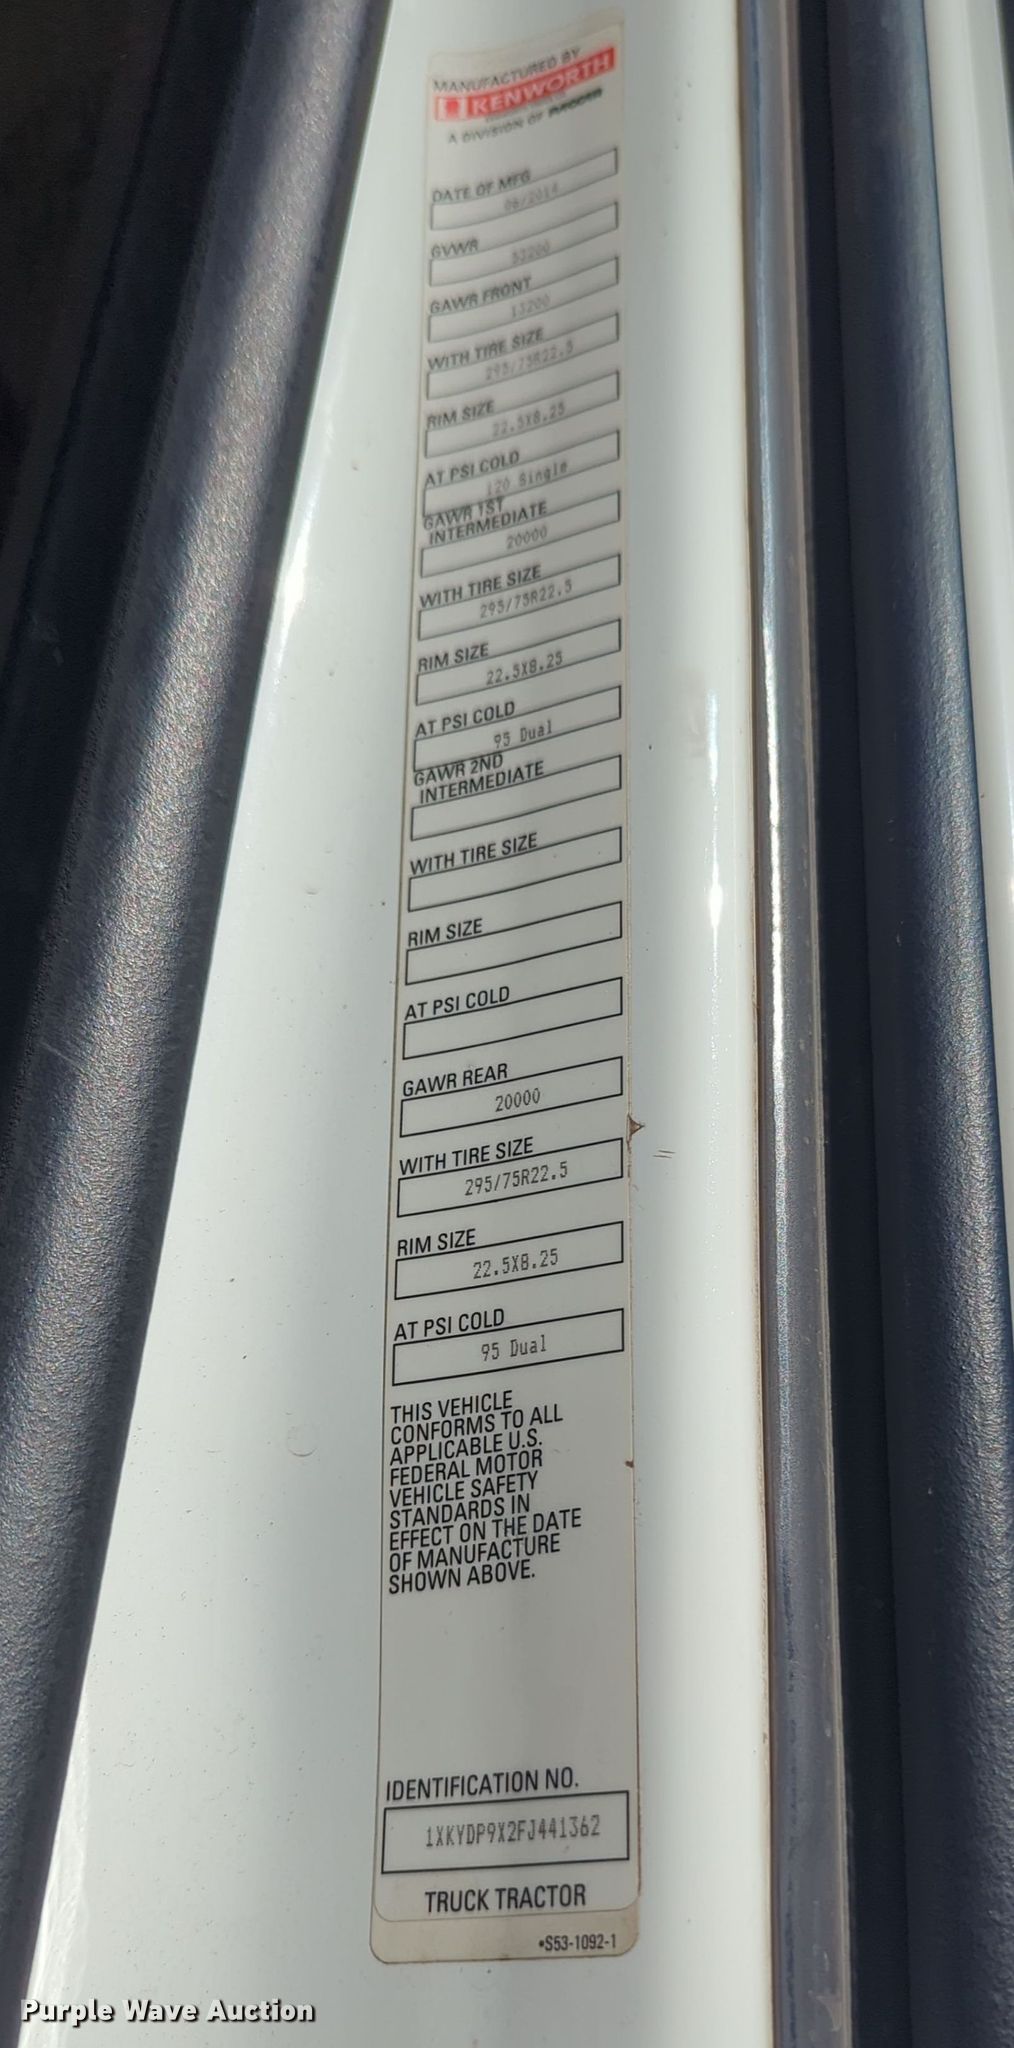 MANUFACTURED BY
KENWORTH
A DIVISION OF PACCAR
DATE OF MFG
06/2014
GVWR
53200
GAWR FRONT
13200
WITH TIRE SIZE
295/75R22.5
RIM SIZE
22.5X8.25
AT PSI COLD
120 Single
GAWR 1ST
INTERMEDIATE
20000
WITH TIRE SIZE
295/75R22.5
RIM SIZE
22.5X8.25
AT PSI COLD
95 Dual
GAWR 2ND
INTERMEDIATE
WITH TIRE SIZE
RIM SIZE
AT PSI COLD
GAWR REAR
20000
WITH TIRE SIZE
295/75R22.5
RIM SIZE
22.5X8.25
AT PSI COLD
95 Dual
THIS VEHICLE
CONFORMS TO ALL
APPLICABLE U.S.
FEDERAL MOTOR
VEHICLE SAFETY
STANDARDS IN
EFFECT ON THE DATE
OF MANUFACTURE
SHOWN ABOVE.
IDENTIFICATION NO.
1XKYDP9X2FJ441362
TRUCK TRACTOR
•S53-1092-1
Purple Wave Auction